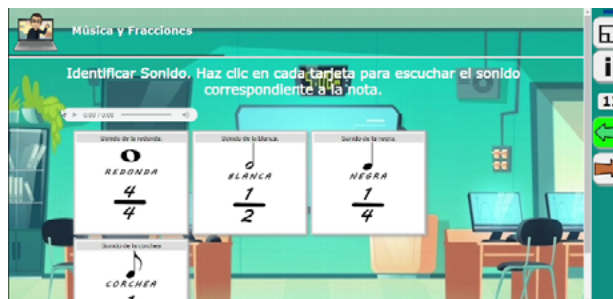 Música y Fracciones
Identificar Sonido. Haz clic en cada tarjeta para escuchar el sonido
correspondiente a la nota.
0:00 / 0:00
Sonido de la redonda.
REDONDA
4
4
Sonido de la blanca.
BLANCA
1
2
Sonido de la negra.
NEGRA
1
4
Sonido de la corchea
CORCHEA
1